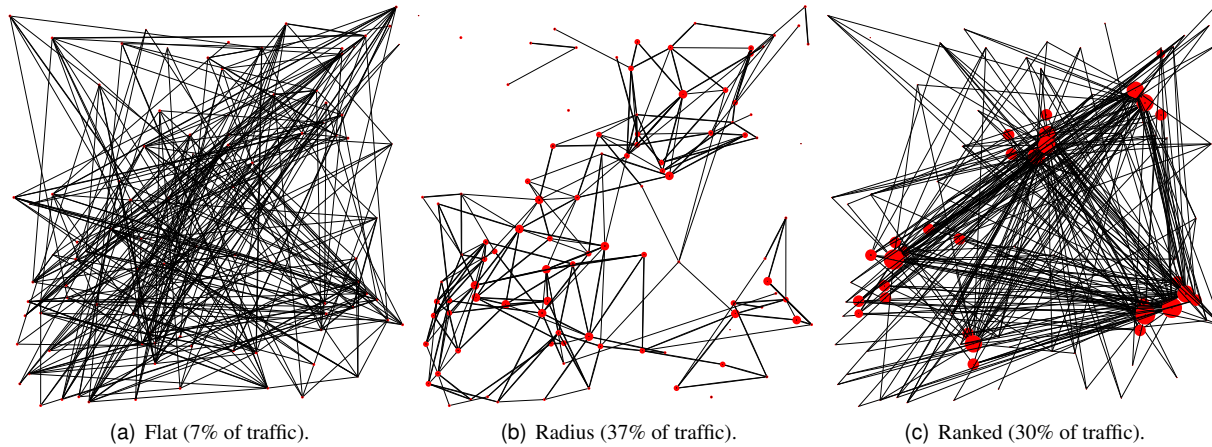 (a) Flat (7% of traffic).
(b) Radius (37% of traffic).
(c) Ranked (30% of traffic).